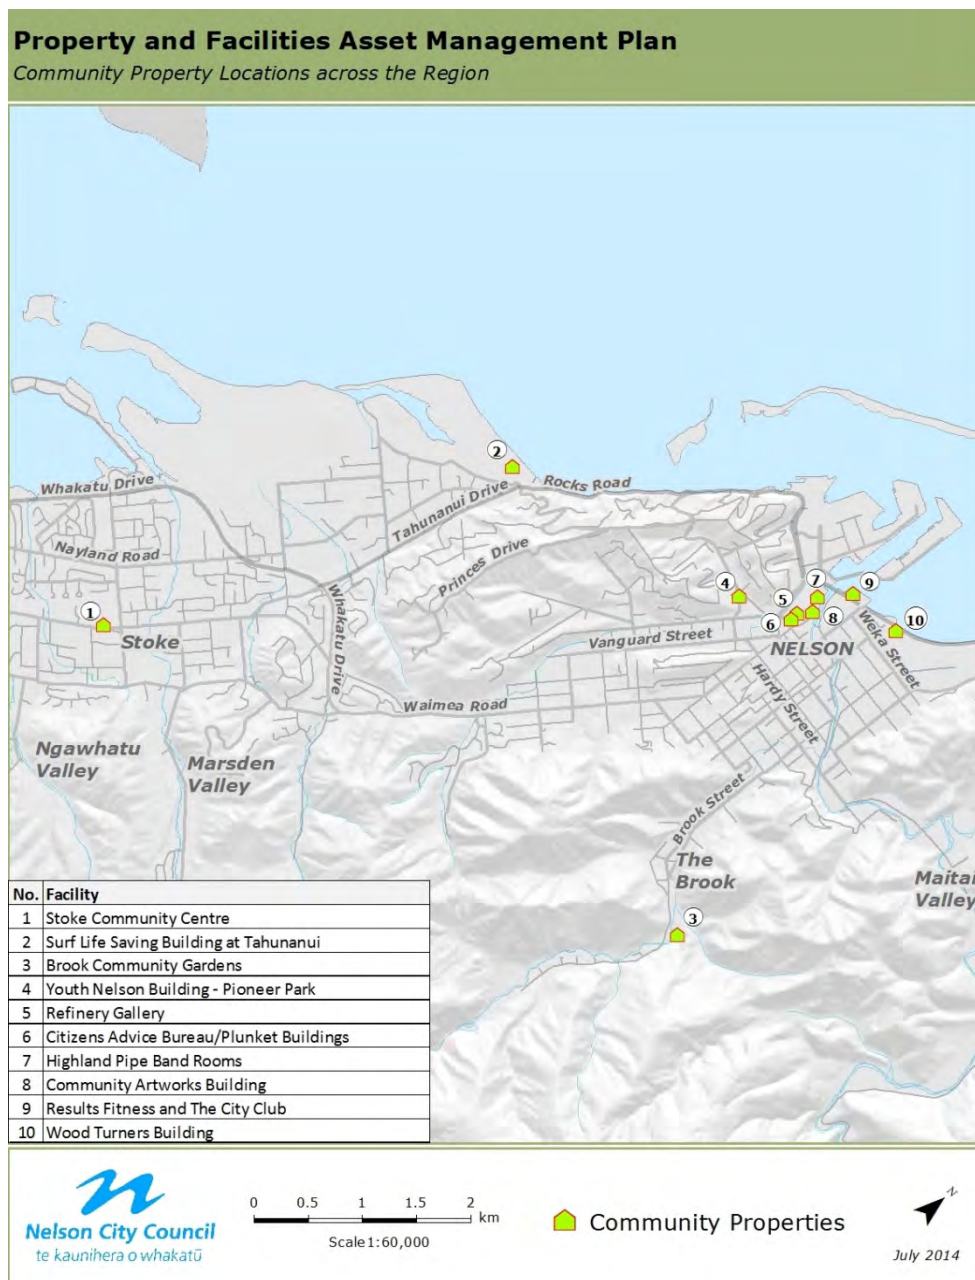 Property and Facilities Asset Management Plan
Community Property Locations across the Region
2
Whakatu Drive
Rocks Road
Tahunanui Drive
Nayland Road
Princes Drive
1
Stoke
Whakatu Drive
4
5
6
7
8
9
10
Vanguard Street
NELSON
Weka Street
Hardy Street
Waimea Road
Ngawhatu
Valley
Marsden
Valley
Brook Street
The
Brook
Maitai
Valley
3
No. Facility
1 Stoke Community Centre
2 Surf Life Saving Building at Tahunanui
3 Brook Community Gardens
4 Youth Nelson Building - Pioneer Park
5 Refinery Gallery
6 Citizens Advice Bureau/Plunket Buildings
7 Highland Pipe Band Rooms
8 Community Artworks Building
9 Results Fitness and The City Club
10 Wood Turners Building
Nelson City Council
te kaunihera o whakatū
0 0.5 1 1.5 2
km
Scale1:60,000
Community Properties
N
July 2014